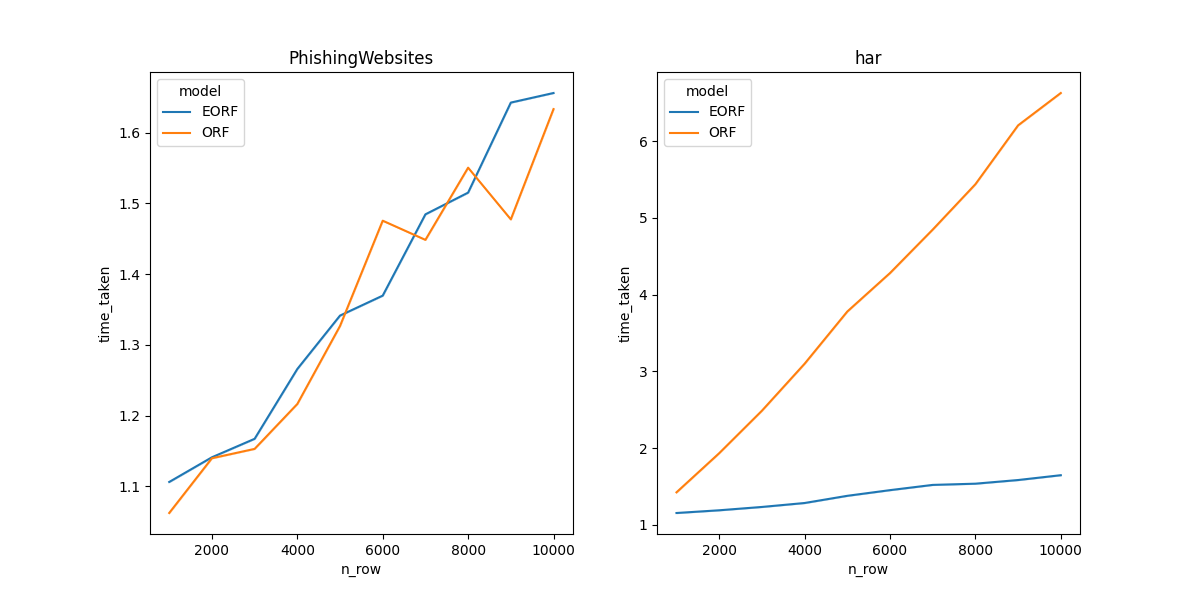 PhishingWebsites
model
EORF
ORF
1.6
1.5
1.4
1.3
1.2
1.1
time_taken
2000 4000 6000 8000 10000
n_row
har
model
EORF
ORF
6
5
4
3
2
1
time_taken
2000 4000 6000 8000 10000
n_row